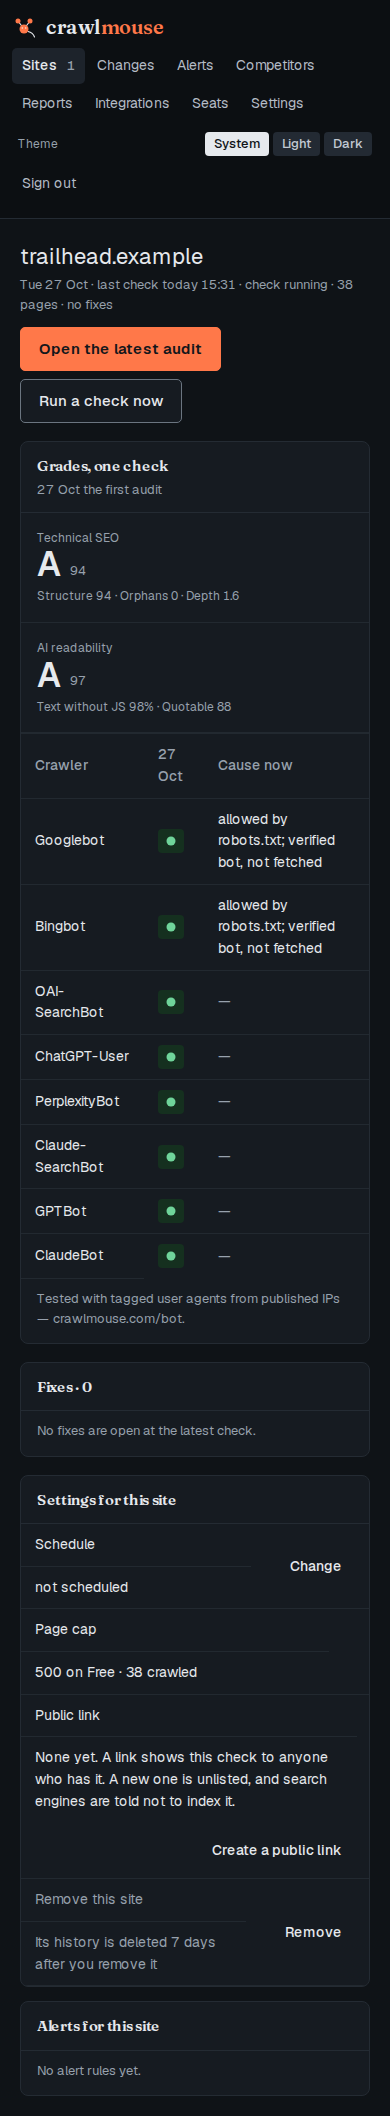 crawlmouse
Sites 1 Changes Alerts Competitors
Reports Integrations Seats Settings
Theme System Light Dark
Sign out
trailhead.example
Tue 27 Oct · last check today 15:31 · check running · 38
pages · no fixes
Open the latest audit
Run a check now
Grades, one check
27 Oct the first audit
Technical SEO
A 94
Structure 94 · Orphans 0 · Depth 1.6
AI readability
A 97
Text without JS 98% · Quotable 88
Crawler 27 Oct Cause now
Googlebot allowed by
robots.txt; verified
bot, not fetched
Bingbot allowed by
robots.txt; verified
bot, not fetched
OAI-
SearchBot —
ChatGPT-User —
PerplexityBot —
Claude-
SearchBot —
GPTBot —
ClaudeBot —
Tested with tagged user agents from published IPs
— crawlmouse.com/bot.
Fixes · 0
No fixes are open at the latest check.
Settings for this site
Schedule
Change
not scheduled
Page cap
500 on Free · 38 crawled
Public link
None yet. A link shows this check to anyone
who has it. A new one is unlisted, and search
engines are told not to index it.
Create a public link
Remove this site
Remove
Its history is deleted 7 days
after you remove it
Alerts for this site
No alert rules yet.